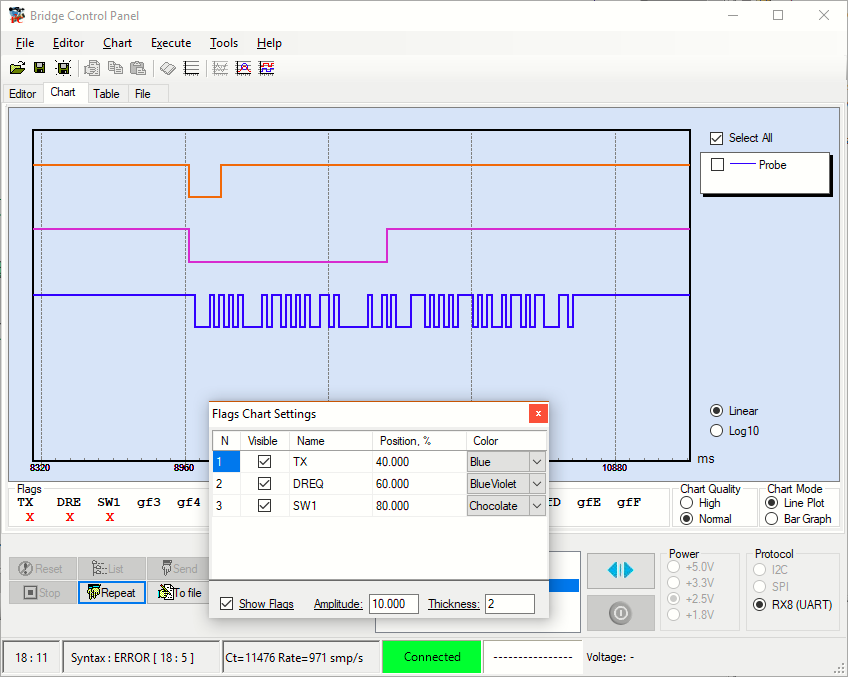 Bridge Control Panel
File Editor Chart Execute Tools Help
Editor Chart Table File
Select All
Probe
Linear
Log10
ms
8320 8960 10880
Flags Chart Settings x
N Visible Name Position, % Color
1 TX 40.000 Blue
2 DREQ 60.000 BlueViolet
3 SW1 80.000 Chocolate
Show Flags Amplitude: 10.000 Thickness: 2
Flags
TX DRE SW1 gf3 gf4 gfE gfF
X X X
Chart Quality
High
Normal
Chart Mode
Line Plot
Bar Graph
Reset List Send
Stop Repeat To file
Power
+5.0V
+3.3V
+2.5V
+1.8V
Protocol
I2C
SPI
RX8 (UART)
18 : 11 Syntax : ERROR [ 18 : 5 ] Ct=11476 Rate=971 smp/s Connected --------------- Voltage: -